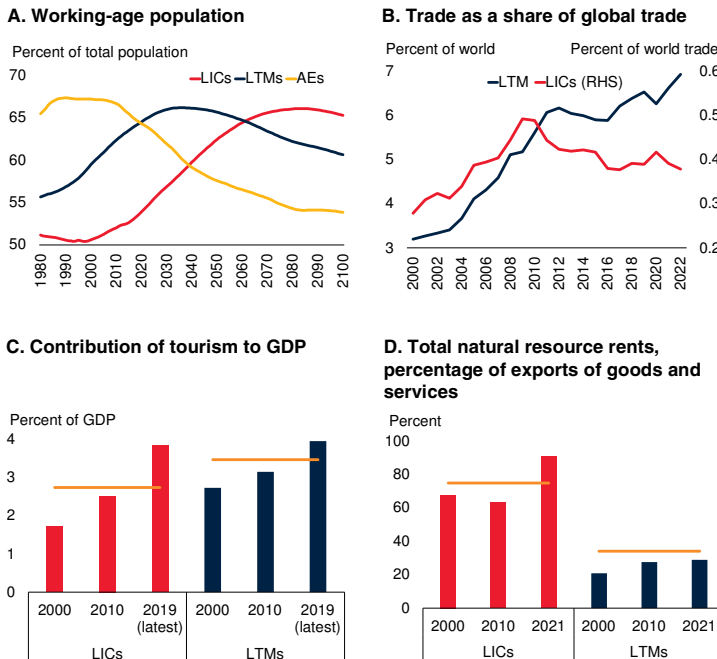 A. Working-age population
Percent of total population
LICs LTMs AEs
70
65
60
55
50
1980 1990 2000 2010 2020 2030 2040 2050 2060 2070 2080 2090 2100
B. Trade as a share of global trade
Percent of world
Percent of world trade
LTM LICs (RHS)
7
6
5
4
3
0.6
0.5
0.4
0.3
0.2
2000 2002 2004 2006 2008 2010 2012 2014 2016 2018 2020 2022
C. Contribution of tourism to GDP
Percent of GDP
4
3
2
1
0
2000 2010 2019 2000 2010 2019
(latest) (latest)
LICs LTMs
D. Total natural resource rents,
percentage of exports of goods and
services
Percent
100
80
60
40
20
0
2000 2010 2021 2000 2010 2021
LICs LTMs